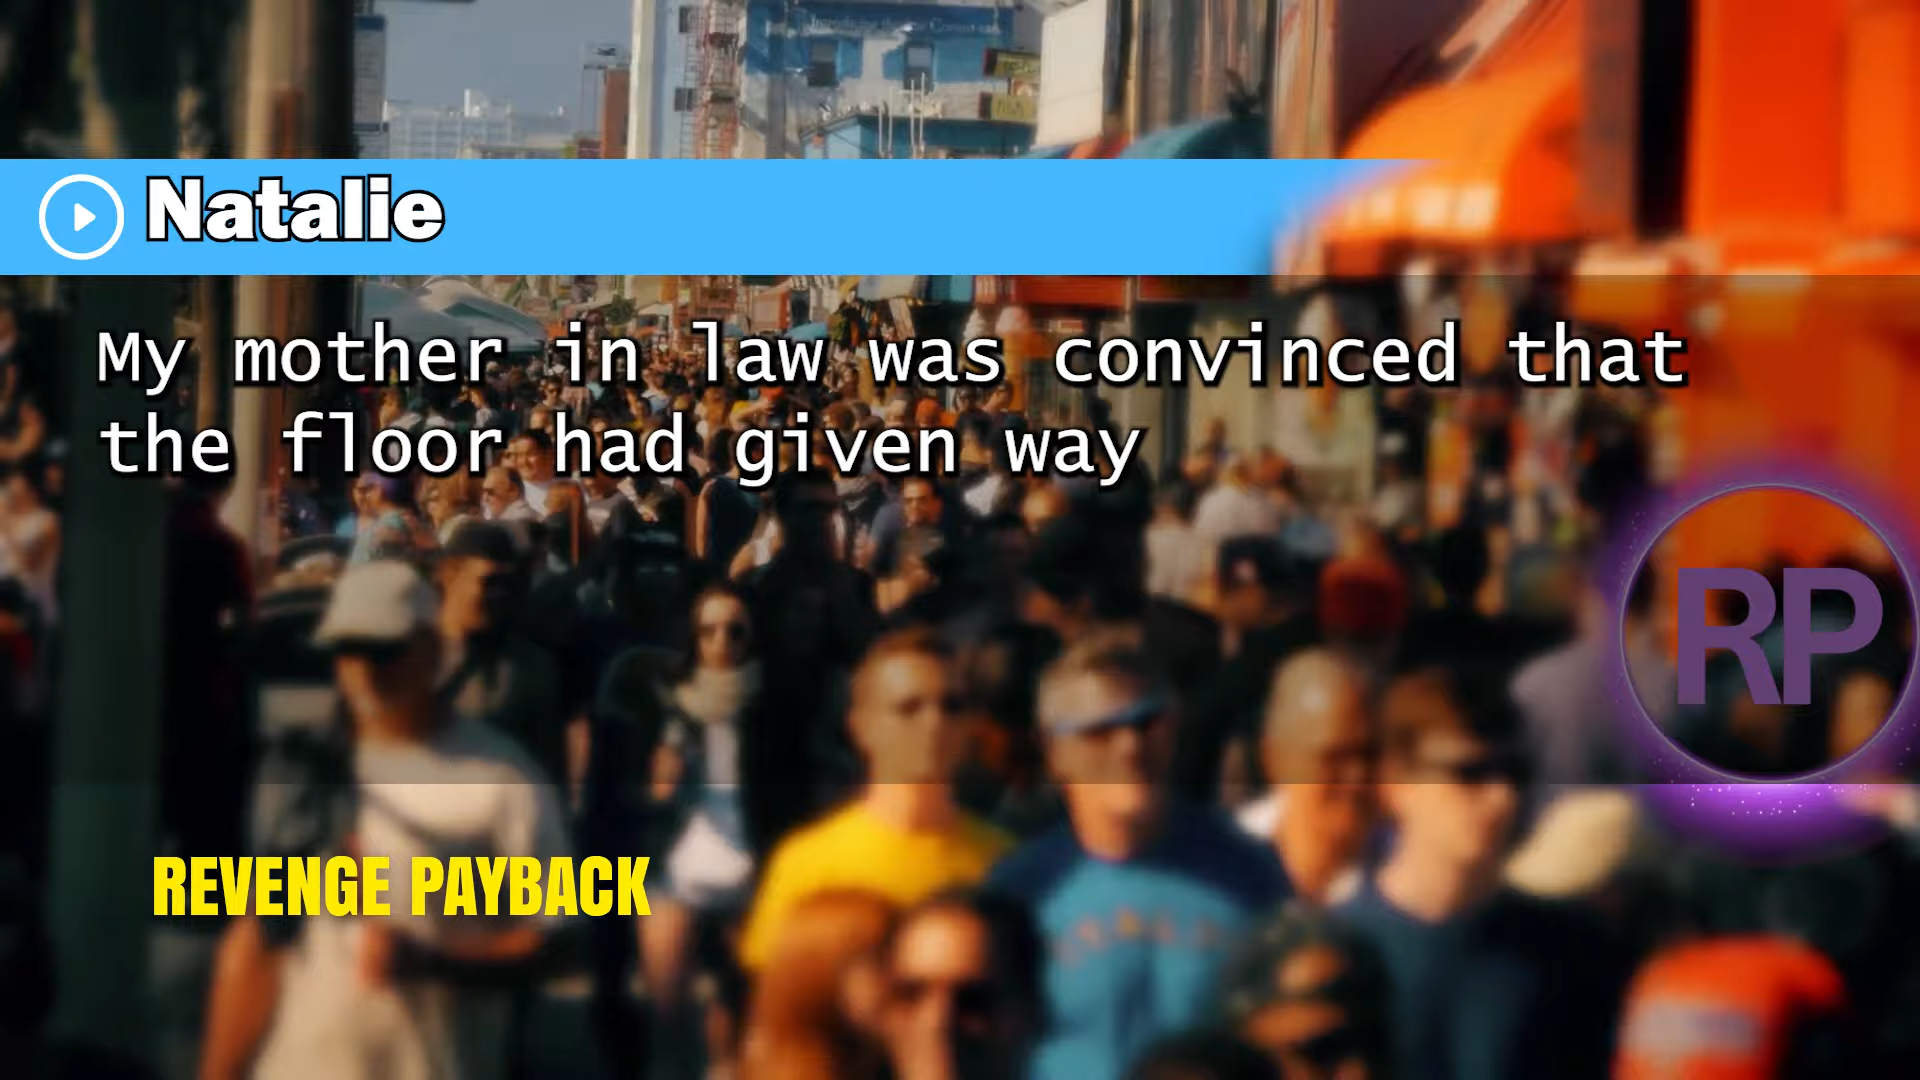 Natalie
My mother in law was convinced that
the floor had given way
RP
REVENGE PAYBACK